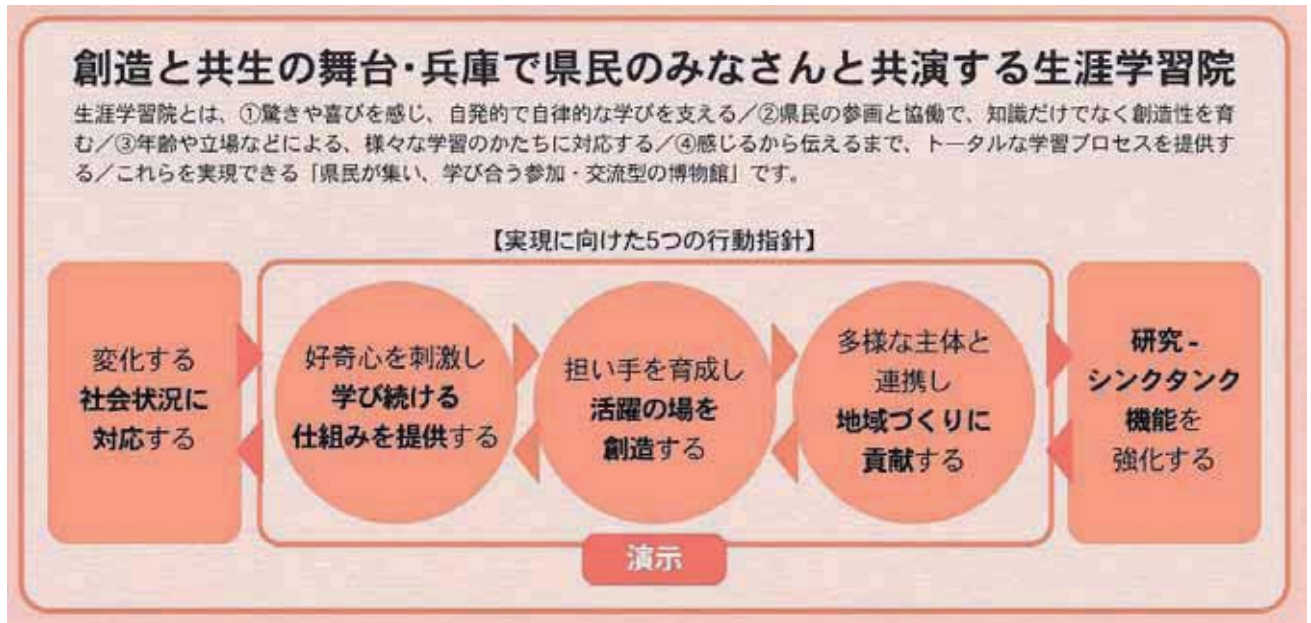 創造と共生の舞台・兵庫で県民のみなさんと共演する生涯学習院
生涯学習院とは、①驚きや喜びを感じ、自発的で自律的な学びを支える／②県民の参画と協働で、知識だけでなく創造性を育
む／③年齢や立場などによる、様々な学習のかたちに対応する／④感じるから伝えるまで、トータルな学習プロセスを提供す
る／これらを実現できる「県民が集い、学び合う参加・交流型の博物館」です。
【実現に向けた5つの行動指針】
変化する
社会状況に
対応する
好奇心を刺激し
学び続ける
仕組みを提供する
担い手を育成し
活躍の場を
創造する
多様な主体と
連携し
地域づくりに
貢献する
研究-
シンクタンク
機能を
強化する
演示